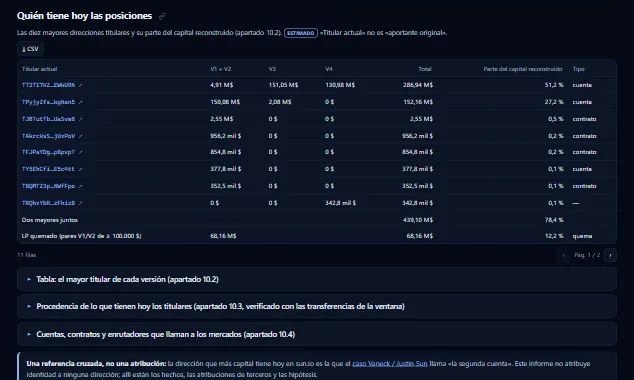 Quién tiene hoy las posiciones
Las diez mayores direcciones titulares y su parte del capital reconstruido (apartado 10.2). ESTIMADO «Titular actual» no es «aportante original».
CSV
Titular actual V1 + V2 V3 V4 Total Parte del capital reconstruido Tipo
4,91 M$ 151,05 M$ 130,98 M$ 286,94 M$ 51,2 % cuenta
150,08 M$ 2,08 M$ 0 $ 152,16 M$ 27,2 % cuenta
2,55 M$ 0 $ 0 $ 2,55 M$ 0,5 % contrato
956,2 mil $ 0 $ 0 $ 956,2 mil $ 0,2 % contrato
854,8 mil $ 0 $ 0 $ 854,8 mil $ 0,2 % contrato
377,8 mil $ 0 $ 0 $ 377,8 mil $ 0,1 % cuenta
352,5 mil $ 0 $ 0 $ 352,5 mil $ 0,1 % contrato
0 $ 0 $ 342,8 mil $ 342,8 mil $ 0,1 % —
Dos mayores juntos 439,10 M$ 78,4 %
LP quemado (pares V1/V2 de ≥ 100.000 $) 68,16 M$ 68,16 M$ 12,2 % quema
11 filas ‹ Pág. 1 / 2 ›
Tabla: el mayor titular de cada versión (apartado 10.2)
Procedencia de lo que tienen hoy los titulares (apartado 10.3, verificado con las transferencias de la ventana)
Cuentas, contratos y enrutadores que llaman a los mercados (apartado 10.4)
Una referencia cruzada, no una atribución: la dirección que más capital tiene hoy en sun.io es la que el caso Vaneck / Justin Sun llama «la segunda cuenta». Este informe no atribuye
identidad a ninguna dirección; allí están los hechos, las atribuciones de terceros y las hipótesis.